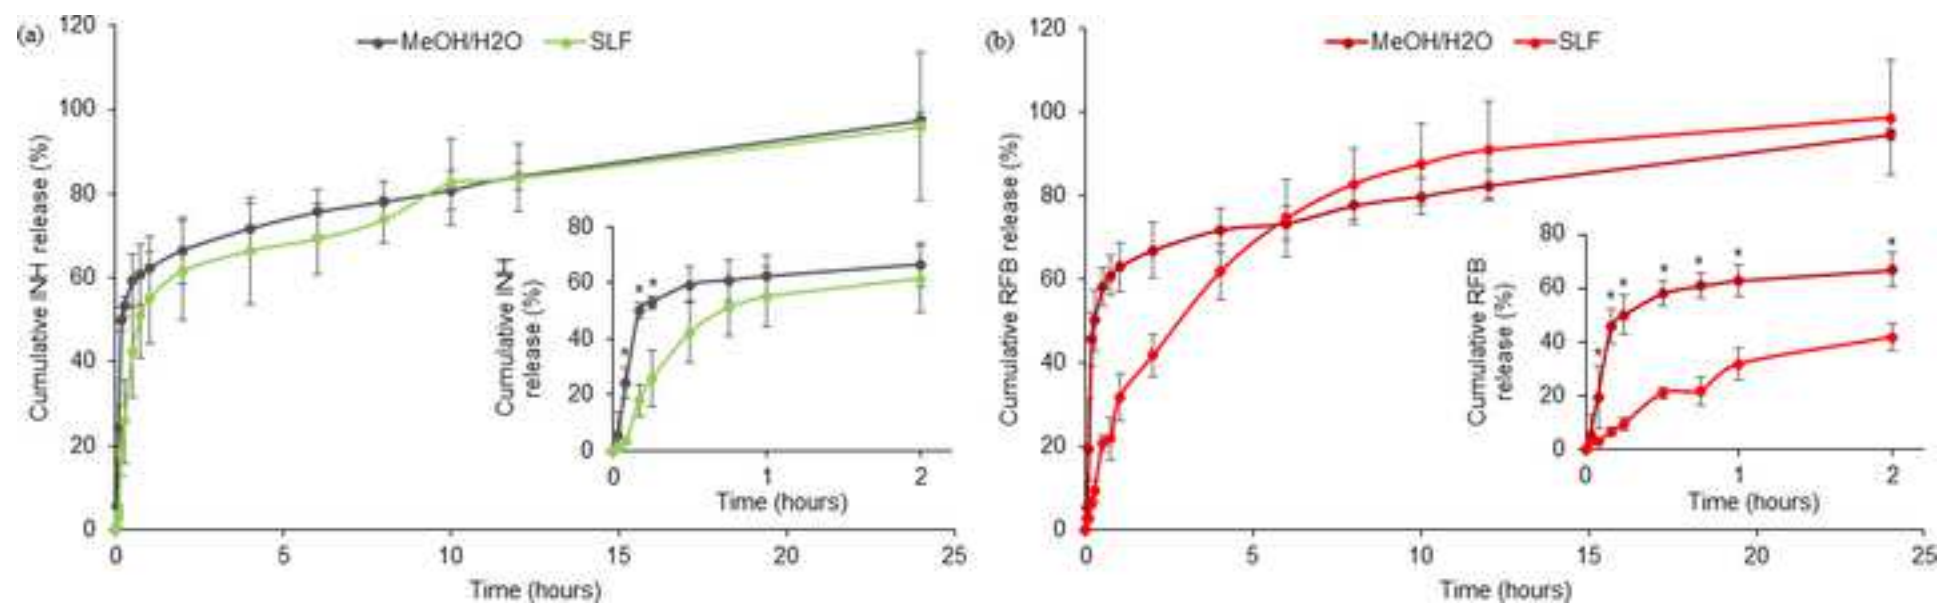 (a)
MeOH/H2O SLF
120
100
80
60
40
20
0
Cumulative INH release (%)
0 5 10 15 20 25
Time (hours)
80
60
40
20
0
Cumulative INH
release (%)
* * *
0 1 2
Time (hours)
(b)
MeOH/H2O SLF
120
100
80
60
40
20
0
Cumulative RFB release (%)
0 5 10 15 20 25
Time (hours)
80
60
40
20
0
Cumulative RFB
release (%)
* * * * * * *
0 1 2
Time (hours)